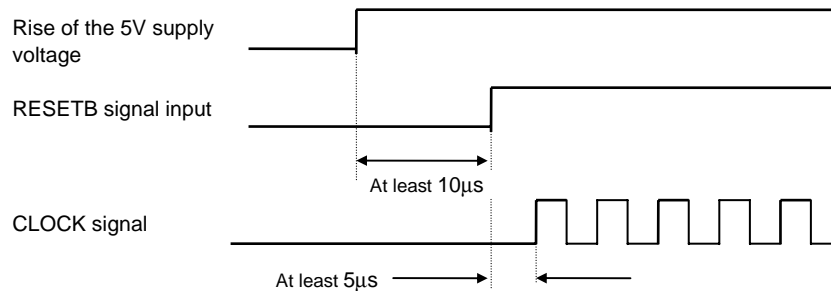 Rise of the 5V supply
voltage
RESETB signal input
At least 10μs
CLOCK signal
At least 5μs